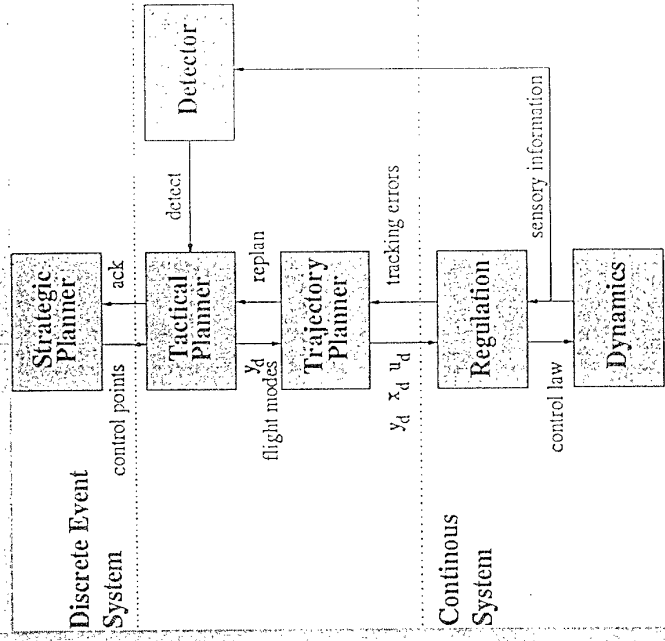 Discrete Event
System
Strategic
Planner
control points
ack
Tactical
Planner
detect
Detector
y_d
flight modes
replan
Trajectory
Planner
y_d x_d u_d
tracking errors
Continous
System
Regulation
sensory information
control law
Dynamics